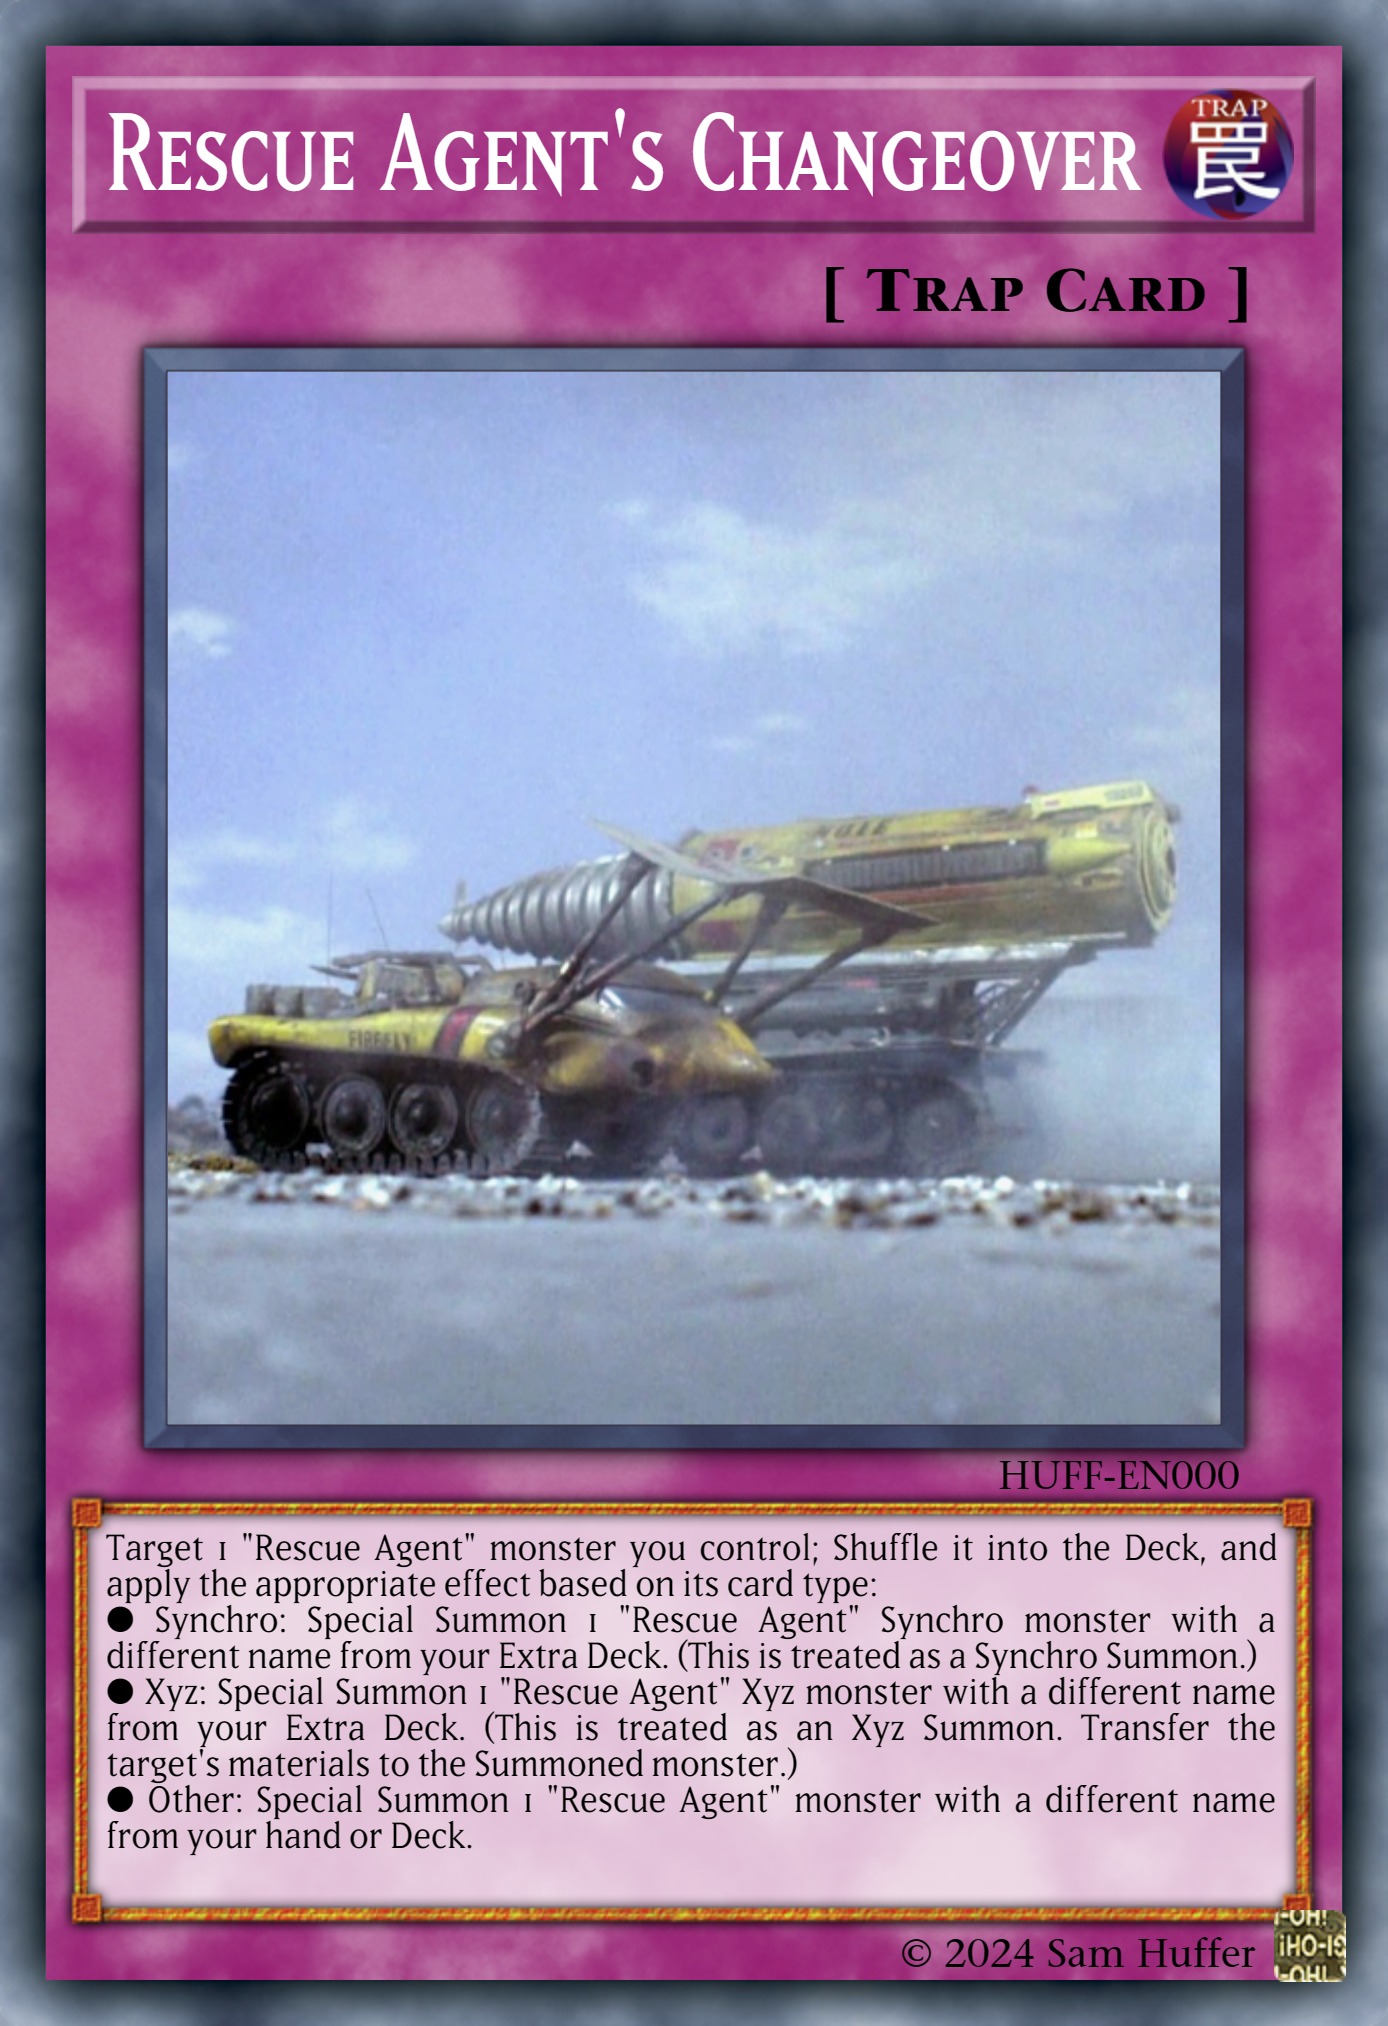 Rescue Agent's Changeover
TRAP
罠
[ Trap Card ]
MOLE
FIREFLY
HUFF-EN000
Target 1 "Rescue Agent" monster you control; Shuffle it into the Deck, and
apply the appropriate effect based on its card type:
● Synchro: Special Summon 1 "Rescue Agent" Synchro monster with a
different name from your Extra Deck. (This is treated as a Synchro Summon.)
● Xyz: Special Summon 1 "Rescue Agent" Xyz monster with a different name
from your Extra Deck. (This is treated as an Xyz Summon. Transfer the
target's materials to the Summoned monster.)
● Other: Special Summon 1 "Rescue Agent" monster with a different name
from your hand or Deck.
© 2024 Sam Huffer